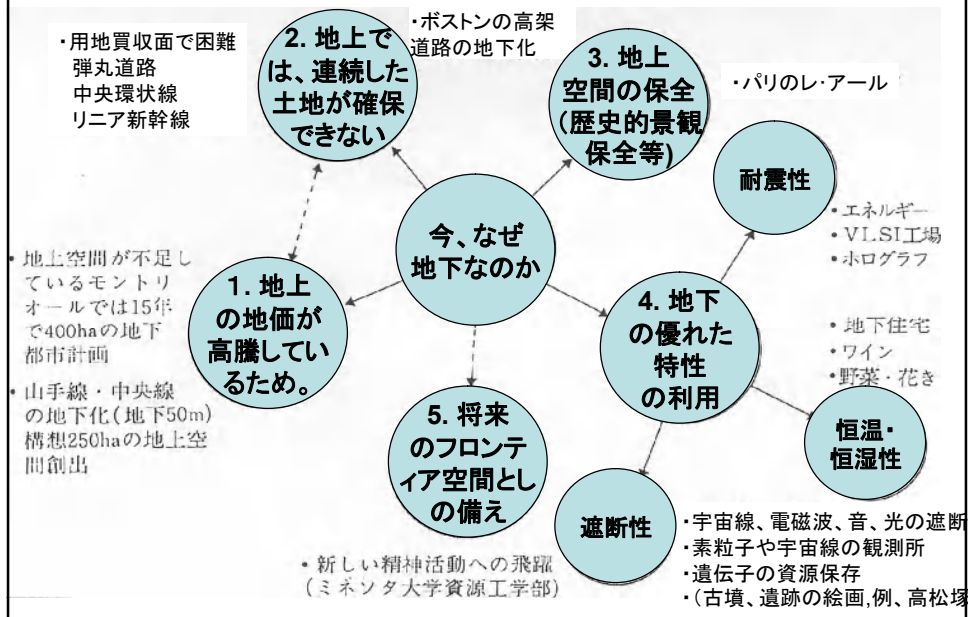 ・用地買収面で困難
弾丸道路
中央環状線
リニア新幹線
2. 地上で
は、連続した
土地が確保
できない
・ボストンの高架
道路の地下化
3. 地上
空間の保全
(歴史的景観
保全等)
・パリのレ・アール
耐震性
・エネルギー
・VLSI工場
・ホログラフ
今、なぜ
地下なのか
・地上空間が不足し
ているモントリ
オールでは15年
で400haの地下
都市計画
・山手線・中央線
の地下化(地下50m)
構想250haの地上空
間創出
1. 地上
の地価が
高騰してい
るため。
4. 地下
の優れた
特性
の利用
・地下住宅
・ワイン
・野菜・花き
恒温・
恒湿性
5. 将来
のフロンテ
ィア空間とし
の備え
・新しい精神活動への飛躍
(ミネソタ大学資源工学部)
遮断性
・宇宙線、電磁波、音、光の遮断
・素粒子や宇宙線の観測所
・遺伝子の資源保存
・(古墳、遺跡の絵画,例、高松塚